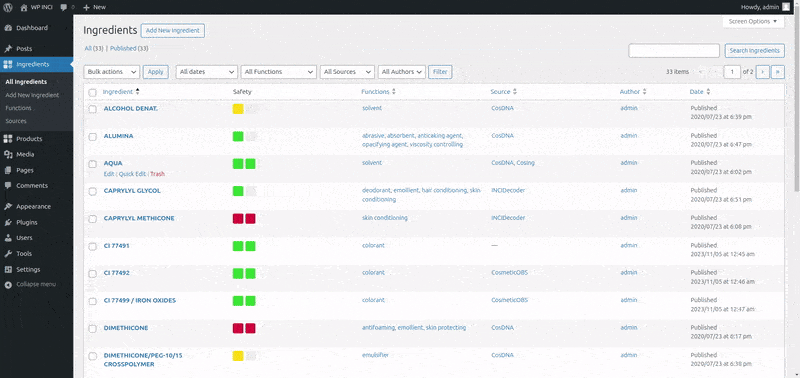 WP INCI 0 + New Howdy, admin
Screen Options
Dashboard
Posts
Ingredients
All Ingredients
Add New Ingredient
Functions
Sources
Products
Media
Pages
Comments
Appearance
Plugins
Users
Tools
Settings
Collapse menu
Ingredients Add New Ingredient
All (33) | Published (33)
Search Ingredients
Bulk actions Apply All dates All Functions All Sources All Authors Filter 33 items « ‹ 1 of 2 › »
Ingredient Safety Functions Source Author Date
ALCOHOL DENAT. solvent CosDNA admin Published
2020/07/23 at 6:39 pm
ALUMINA abrasive, absorbent, anticaking agent, CosDNA admin Published
opacifying agent, viscosity controlling 2020/07/23 at 6:47 pm
AQUA solvent CosDNA, Cosing admin Published
Edit | Quick Edit | Trash 2020/07/23 at 6:02 pm
CAPRYLYL GLYCOL deodorant, emollient, hair conditioning, skin INCIDecoder admin Published
conditioning 2020/07/23 at 6:51 pm
CAPRYLYL METHICONE skin conditioning INCIDecoder admin Published
2020/07/23 at 6:08 pm
CI 77491 colorant — admin Published
2023/11/05 at 12:45 am
CI 77492 colorant CosmeticOBS admin Published
2023/11/05 at 12:46 am
CI 77499 / IRON OXIDES colorant CosmeticOBS admin Published
2023/11/05 at 12:47 am
DIMETHICONE antifoaming, emollient, skin protecting CosDNA admin Published
2020/07/23 at 6:17 pm
DIMETHICONE/PEG-10/15 emulsifier CosDNA admin Published
CROSSPOLYMER 2020/07/23 at 6:38 pm